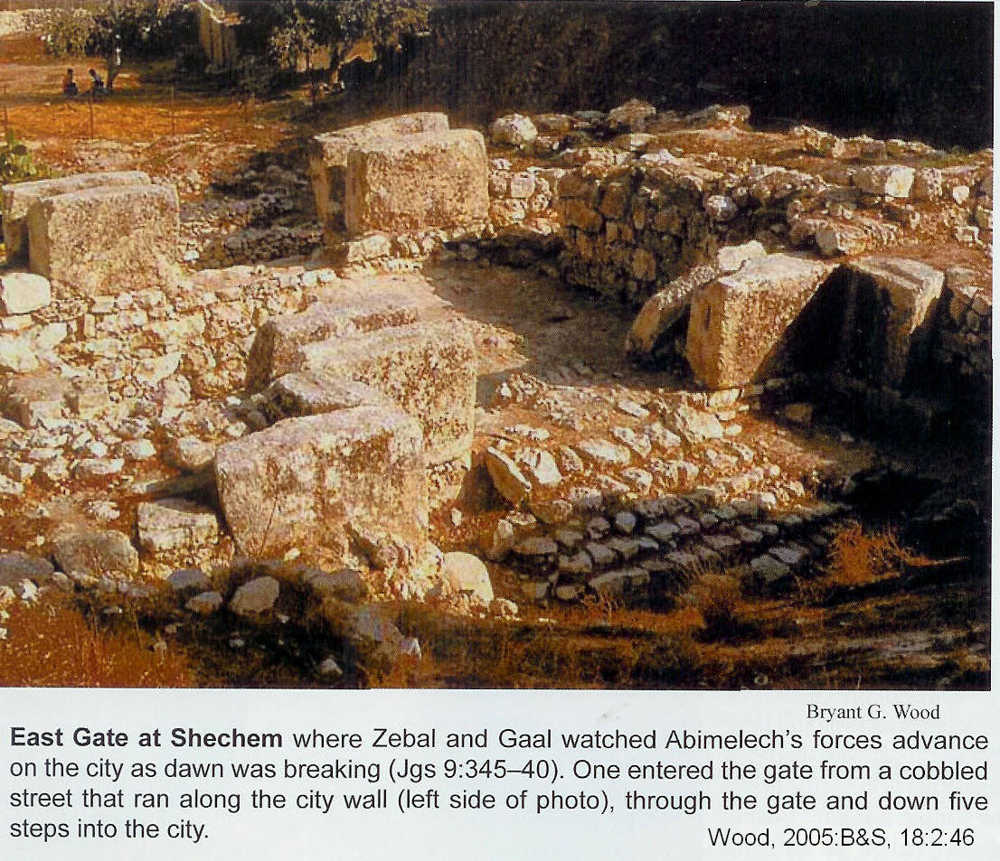 Bryant G. Wood
East Gate at Shechem where Zebal and Gaal watched Abimelech's forces advance
on the city as dawn was breaking (Jgs 9:345–40). One entered the gate from a cobbled
street that ran along the city wall (left side of photo), through the gate and down five
steps into the city.
Wood, 2005:B&S, 18:2:46